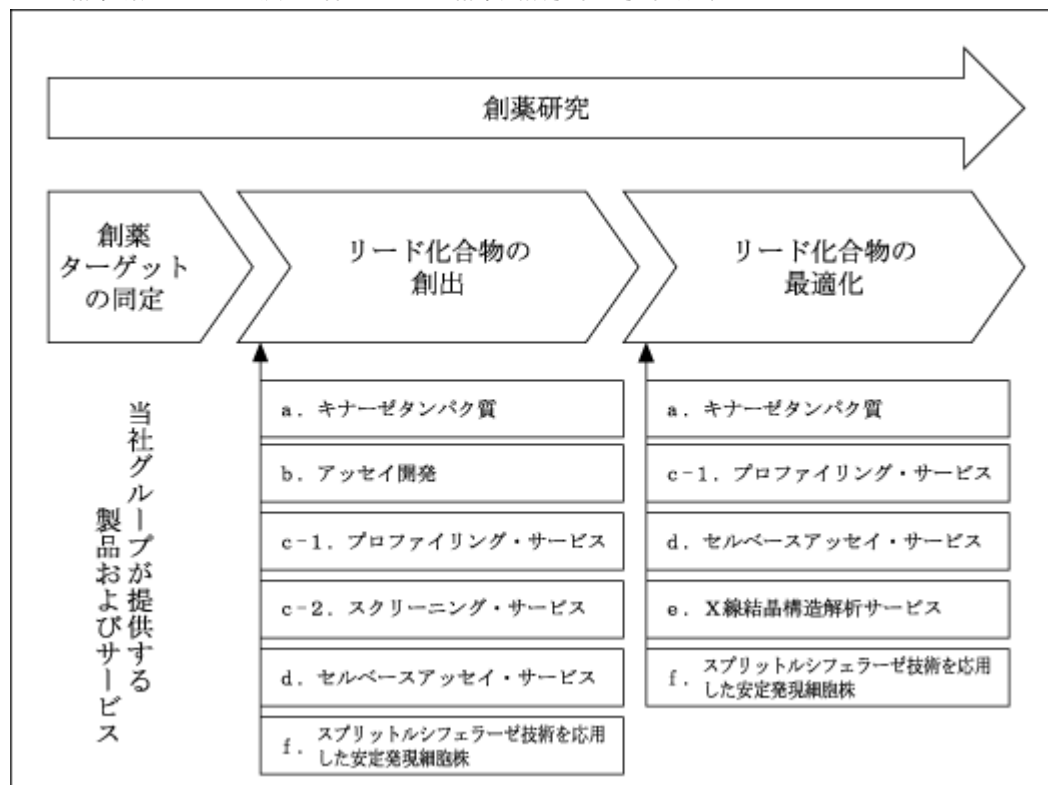 創薬研究
創薬
ターゲット
の同定
リード化合物の
創出
リード化合物の
最適化
当社グループが提供する
製品およびサービス
a．キナーゼタンパク質
b．アッセイ開発
c-1．プロファイリング・サービス
c-2．スクリーニング・サービス
d．セルベースアッセイ・サービス
f．スプリットルシフェラーゼ技術を応用
した安定発現細胞株
a．キナーゼタンパク質
c-1．プロファイリング・サービス
d．セルベースアッセイ・サービス
e．X線結晶構造解析サービス
f．スプリットルシフェラーゼ技術を応用
した安定発現細胞株